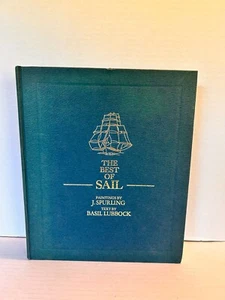 THE
BEST
OF
SAIL
PAINTINGS BY
J. SPURLING
TEXT BY
BASIL LUBBOCK